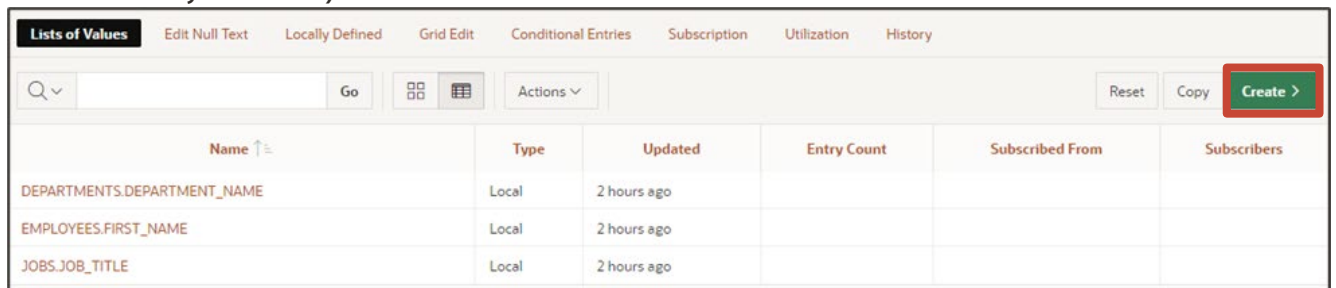 Lists of Values Edit Null Text Locally Defined Grid Edit Conditional Entries Subscription Utilization History
Go Actions Reset Copy Create >
Name Type Updated Entry Count Subscribed From Subscribers
DEPARTMENTS.DEPARTMENT_NAME Local 2 hours ago
EMPLOYEES.FIRST_NAME Local 2 hours ago
JOBS.JOB_TITLE Local 2 hours ago